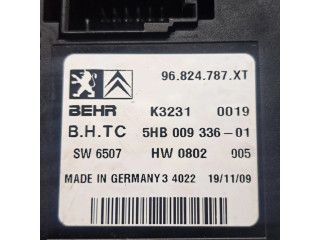 96.824.787.XT
BEHR K3231 0019
B.H.TC 5HB 009 336-01
SW 6507 HW 0802 905
MADE IN GERMANY 3 4022 19/11/09